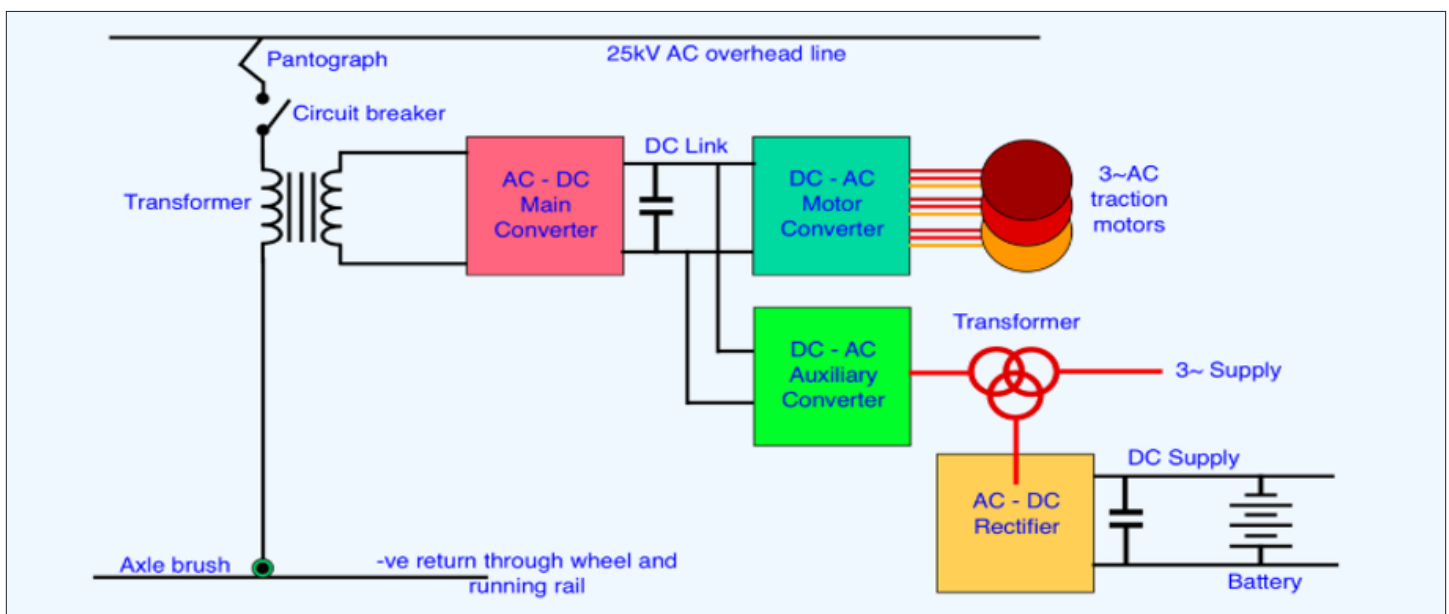 25kV AC overhead line
Pantograph
Circuit breaker
Transformer
AC - DC
Main
Converter
DC Link
DC - AC
Motor
Converter
3~AC
traction
motors
DC - AC
Auxiliary
Converter
Transformer
3~ Supply
AC - DC
Rectifier
DC Supply
Battery
Axle brush
-ve return through wheel and
running rail